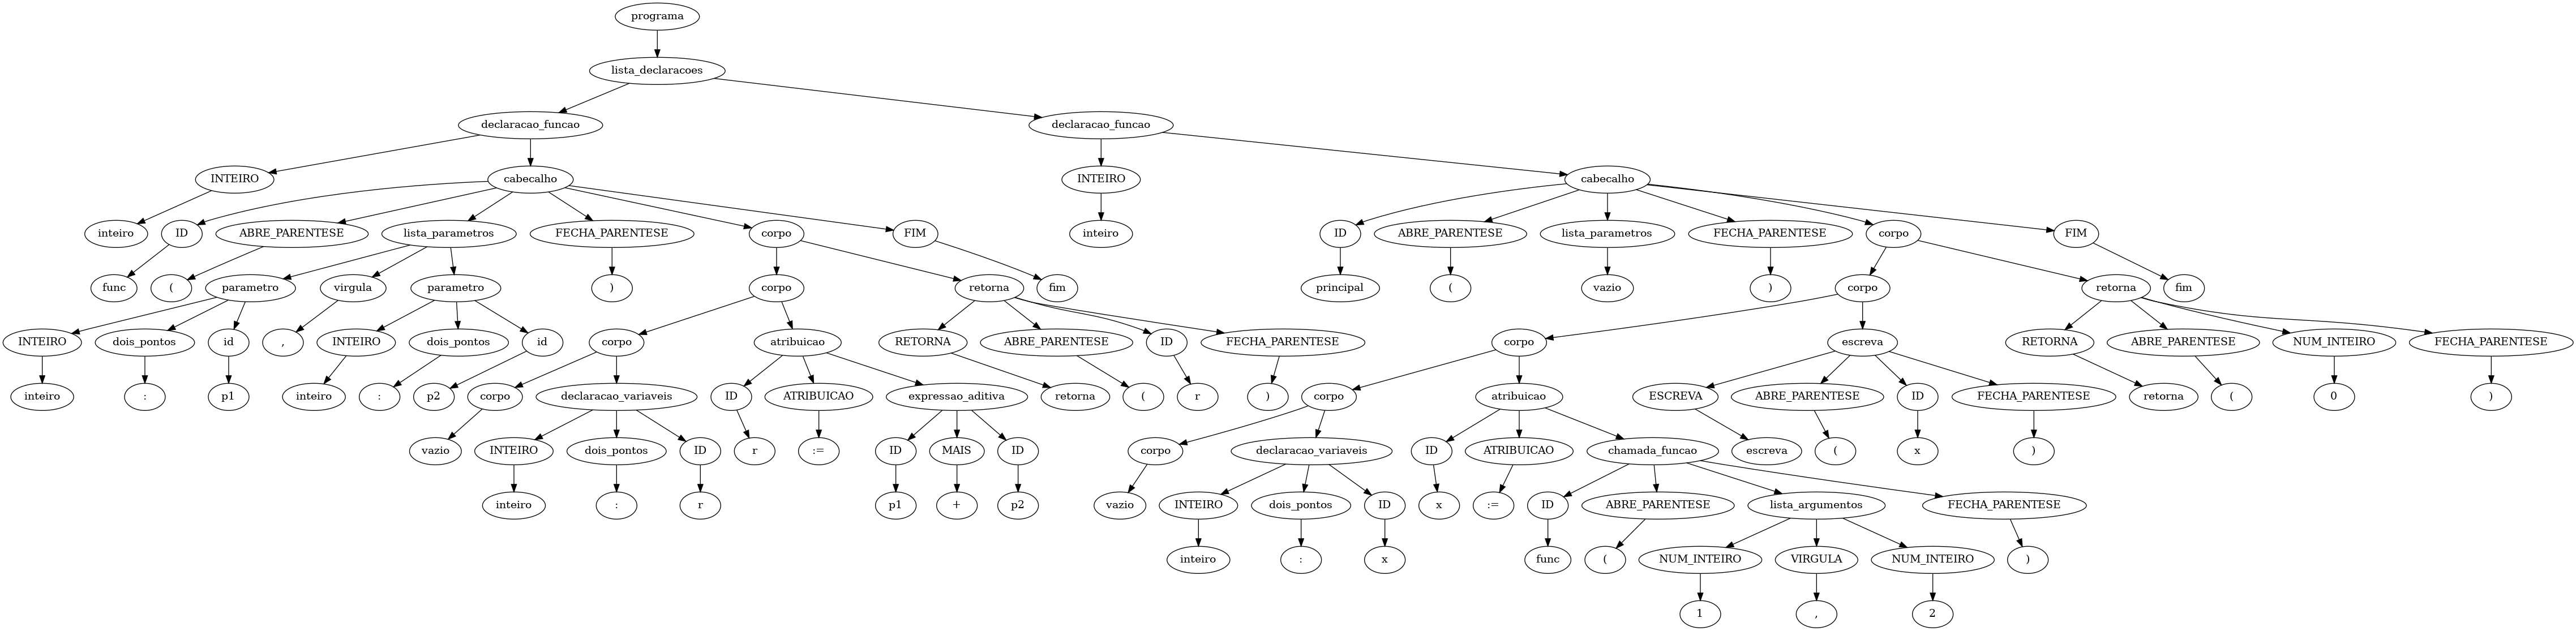 programa
lista_declaracoes
declaracao_funcao declaracao_funcao
INTEIRO cabecalho INTEIRO cabecalho
inteiro ID ABRE_PARENTESE lista_parametros FECHA_PARENTESE corpo FIM inteiro ID ABRE_PARENTESE lista_parametros FECHA_PARENTESE corpo FIM
func ( parametro virgula parametro ) corpo retorna fim principal ( vazio ) corpo retorna fim
INTEIRO dois_pontos id , INTEIRO dois_pontos id corpo atribuicao RETORNA ABRE_PARENTESE ID FECHA_PARENTESE corpo escreva RETORNA ABRE_PARENTESE NUM_INTEIRO FECHA_PARENTESE
inteiro : p1 inteiro : p2 corpo declaracao_variaveis ID ATRIBUICAO expressao_aditiva retorna ( r ) corpo atribuicao ESCREVA ABRE_PARENTESE ID FECHA_PARENTESE retorna ( 0 )
vazio INTEIRO dois_pontos ID r := ID MAIS ID corpo declaracao_variaveis ID ATRIBUICAO chamada_funcao escreva ( x )
inteiro : r p1 + p2 vazio INTEIRO dois_pontos ID x := ID ABRE_PARENTESE lista_argumentos FECHA_PARENTESE
inteiro : x func ( NUM_INTEIRO VIRGULA NUM_INTEIRO )
1 , 2